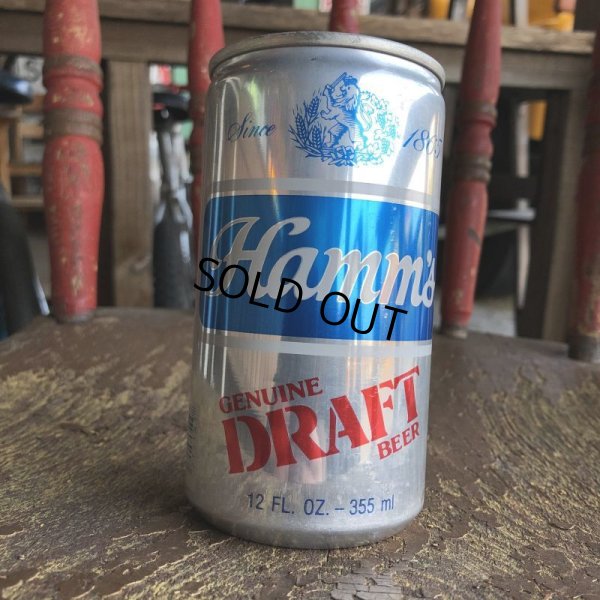 Since 1865
Hamm's
SOLD OUT
GENUINE
DRAFT
BEER
12 FL. OZ. – 355 ml